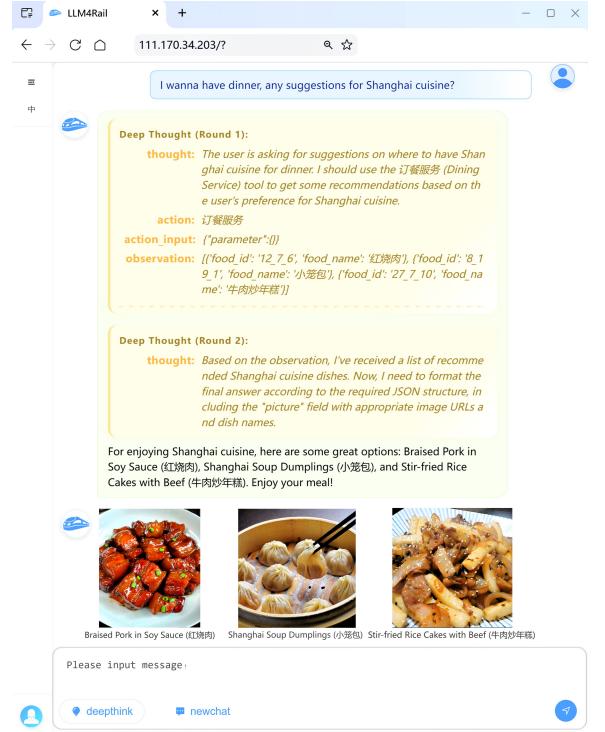 LLM4Rail
111.170.34.203/?
中
I wanna have dinner, any suggestions for Shanghai cuisine?
Deep Thought (Round 1):
thought: The user is asking for suggestions on where to have Shan
ghai cuisine for dinner. I should use the 订餐服务 (Dining
Service) tool to get some recommendations based on th
e user's preference for Shanghai cuisine.
action: 订餐服务
action_input: {"parameter":{}}
observation: [{'food_id': '12_7_6', 'food_name': '红烧肉'}, {'food_id': '8_1
9_1', 'food_name': '小笼包'}, {'food_id': '27_7_10', 'food_na
me': '牛肉炒年糕'}]
Deep Thought (Round 2):
thought: Based on the observation, I've received a list of recomme
nded Shanghai cuisine dishes. Now, I need to format the
final answer according to the required JSON structure, in
cluding the "picture" field with appropriate image URLs a
nd dish names.
For enjoying Shanghai cuisine, here are some great options: Braised Pork in
Soy Sauce (红烧肉), Shanghai Soup Dumplings (小笼包), and Stir-fried Rice
Cakes with Beef (牛肉炒年糕). Enjoy your meal!
Braised Pork in Soy Sauce (红烧肉) Shanghai Soup Dumplings (小笼包) Stir-fried Rice Cakes with Beef (牛肉炒年糕)
Please input message
deepthink newchat